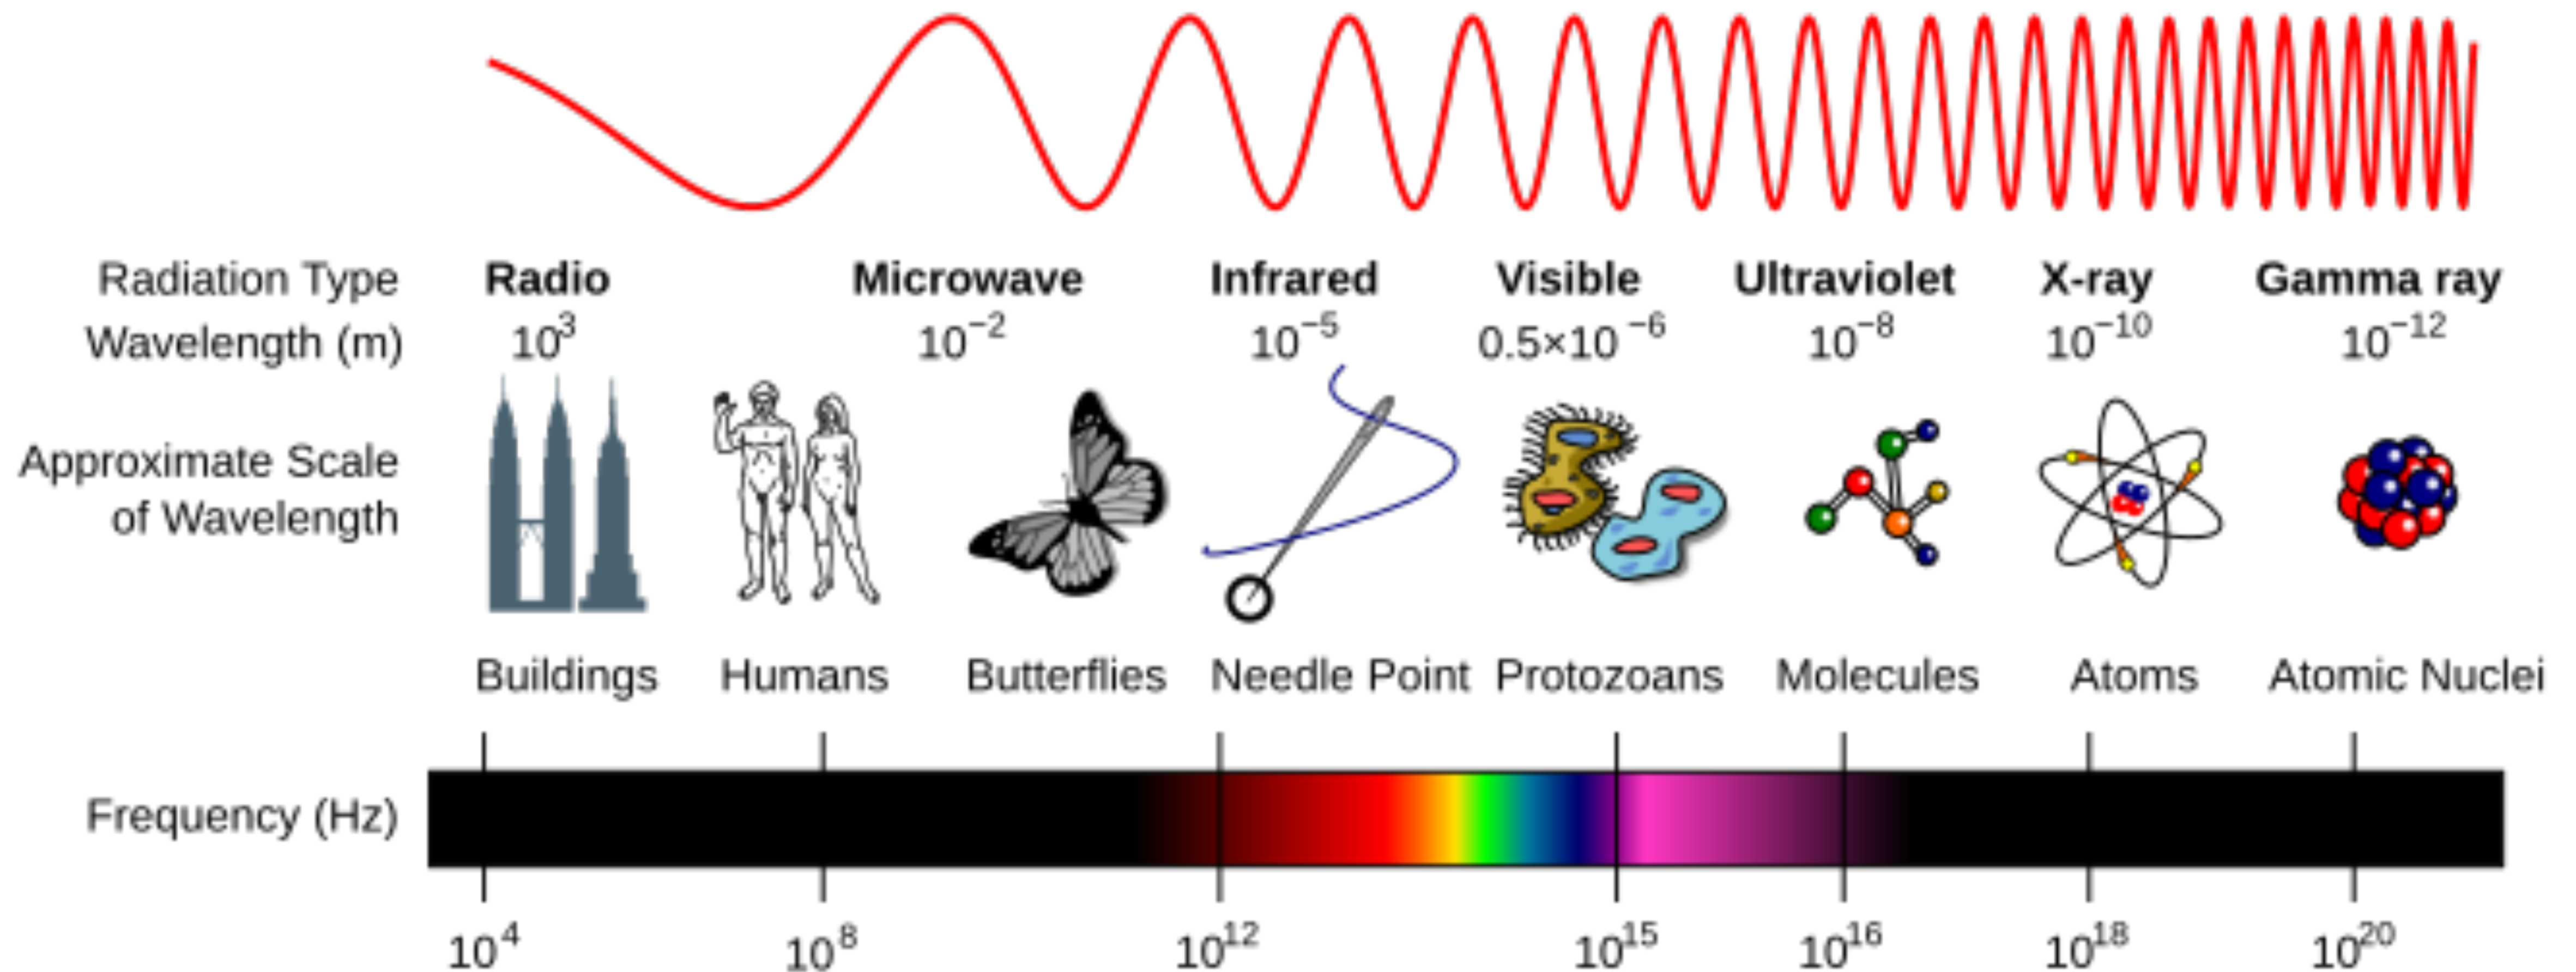 Radiation Type Radio Microwave Infrared Visible Ultraviolet X-ray Gamma ray
Wavelength (m) 10³ 10⁻² 10⁻⁵ 0.5×10⁻⁶ 10⁻⁸ 10⁻¹⁰ 10⁻¹²
Approximate Scale
of Wavelength
Buildings Humans Butterflies Needle Point Protozoans Molecules Atoms Atomic Nuclei
Frequency (Hz)
10⁴ 10⁸ 10¹² 10¹⁵ 10¹⁶ 10¹⁸ 10²⁰